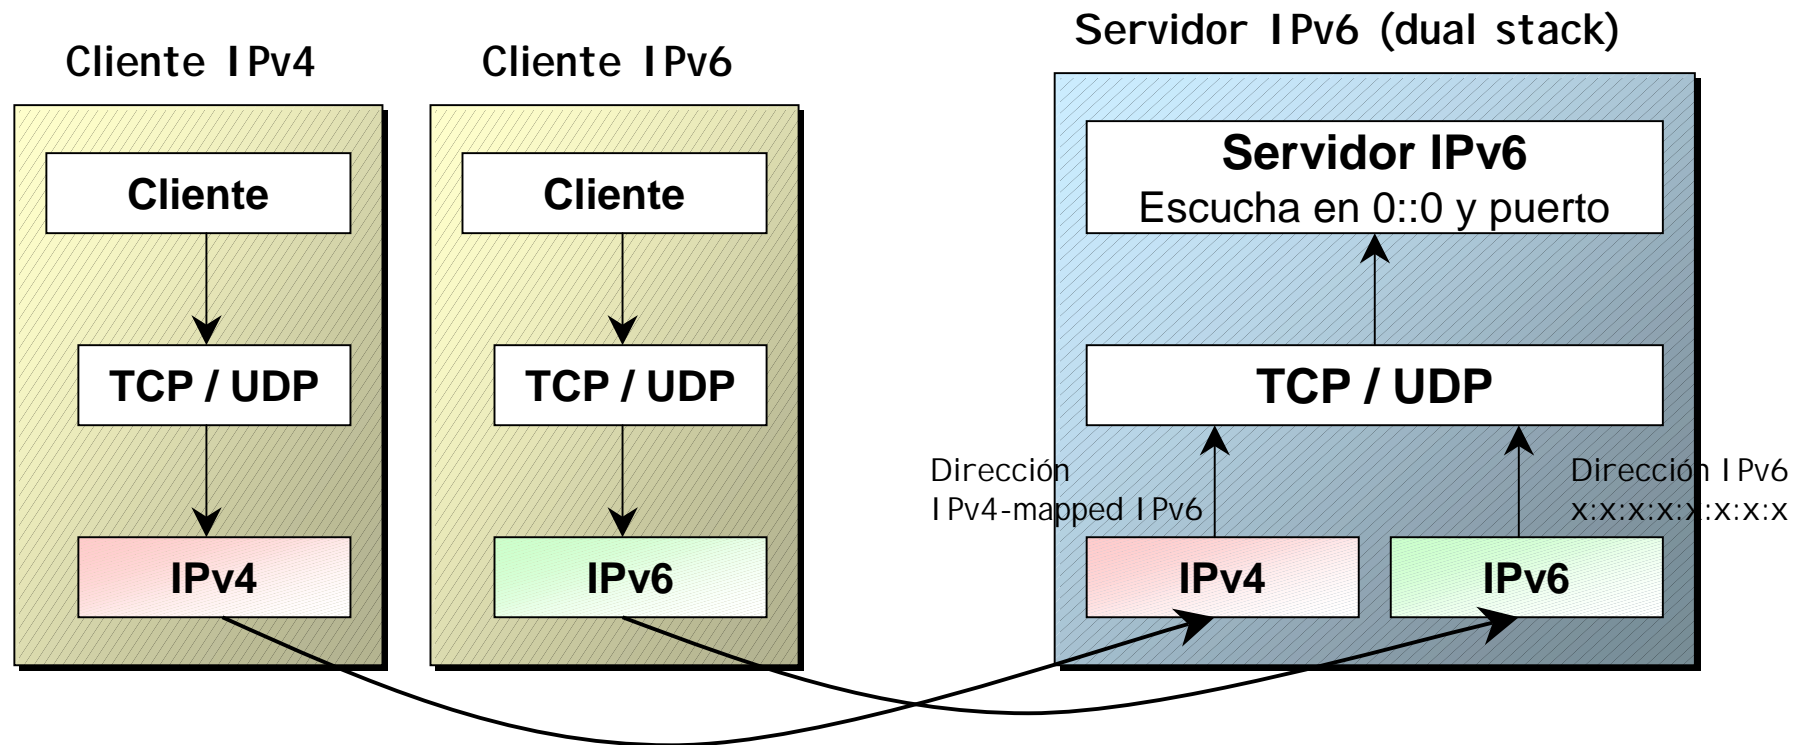 Cliente IPv4
Cliente IPv6
Servidor IPv6 (dual stack)
Cliente
TCP / UDP
IPv4
Cliente
TCP / UDP
IPv6
Servidor IPv6
Escucha en 0::0 y puerto
TCP / UDP
Dirección
IPv4-mapped IPv6
Dirección IPv6
x:x:x:x:x:x:x:x
IPv4
IPv6